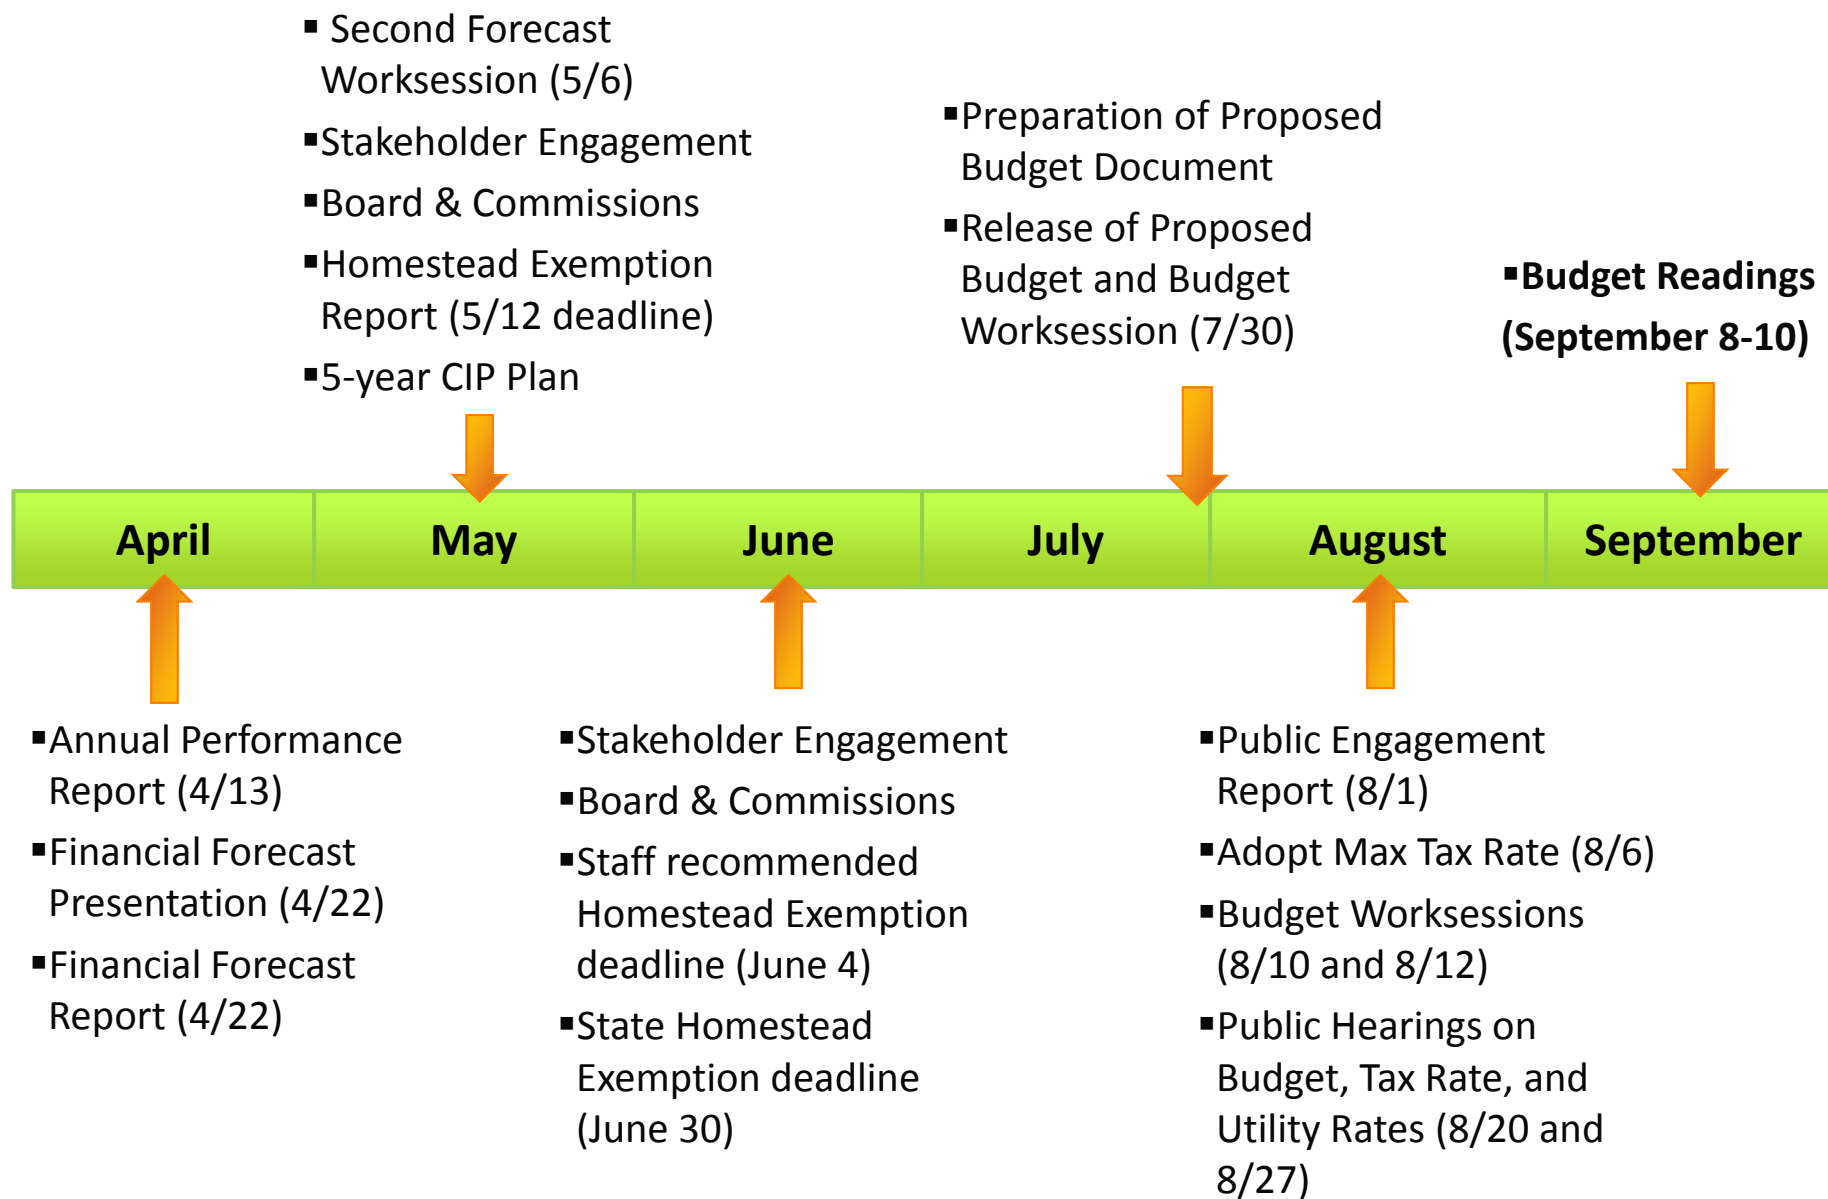 ▪ Second Forecast
Worksession (5/6)
▪Stakeholder Engagement
▪Board & Commissions
▪Homestead Exemption
Report (5/12 deadline)
▪5-year CIP Plan
▪Preparation of Proposed
Budget Document
▪Release of Proposed
Budget and Budget
Worksession (7/30)
▪Budget Readings
(September 8-10)
April
May
June
July
August
September
▪Annual Performance
Report (4/13)
▪Financial Forecast
Presentation (4/22)
▪Financial Forecast
Report (4/22)
▪Stakeholder Engagement
▪Board & Commissions
▪Staff recommended
Homestead Exemption
deadline (June 4)
▪State Homestead
Exemption deadline
(June 30)
▪Public Engagement
Report (8/1)
▪Adopt Max Tax Rate (8/6)
▪Budget Worksessions
(8/10 and 8/12)
▪Public Hearings on
Budget, Tax Rate, and
Utility Rates (8/20 and
8/27)